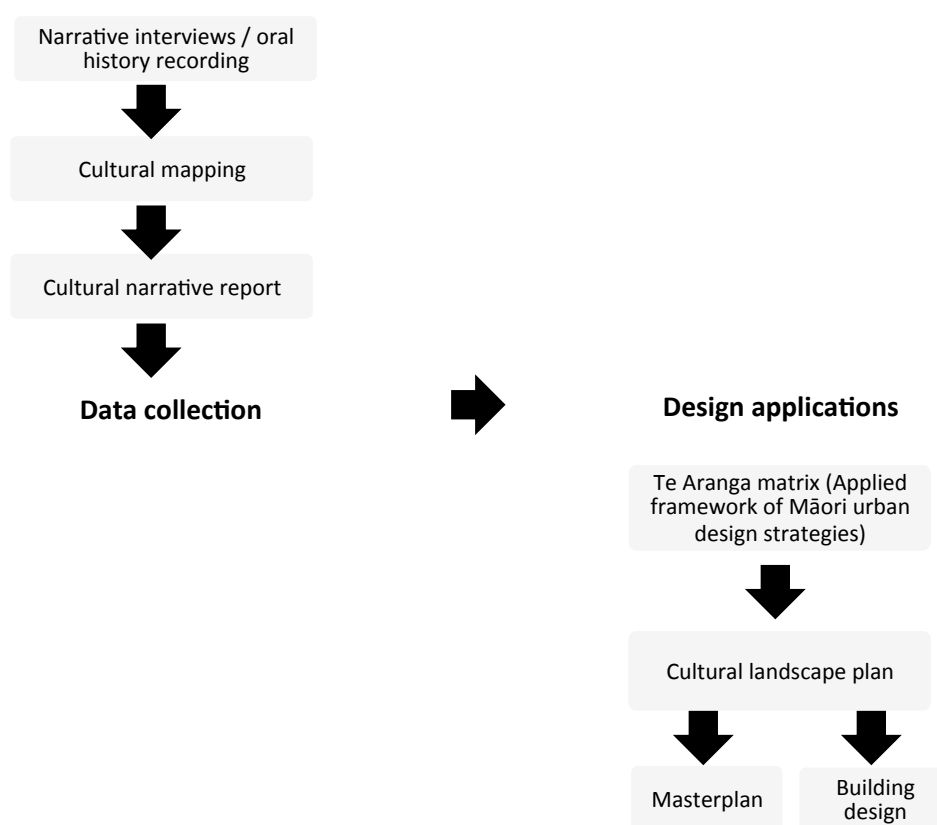 Narrative interviews / oral
history recording
Cultural mapping
Cultural narrative report
Data collection
Design applications
Te Aranga matrix (Applied
framework of Māori urban
design strategies)
Cultural landscape plan
Masterplan
Building
design